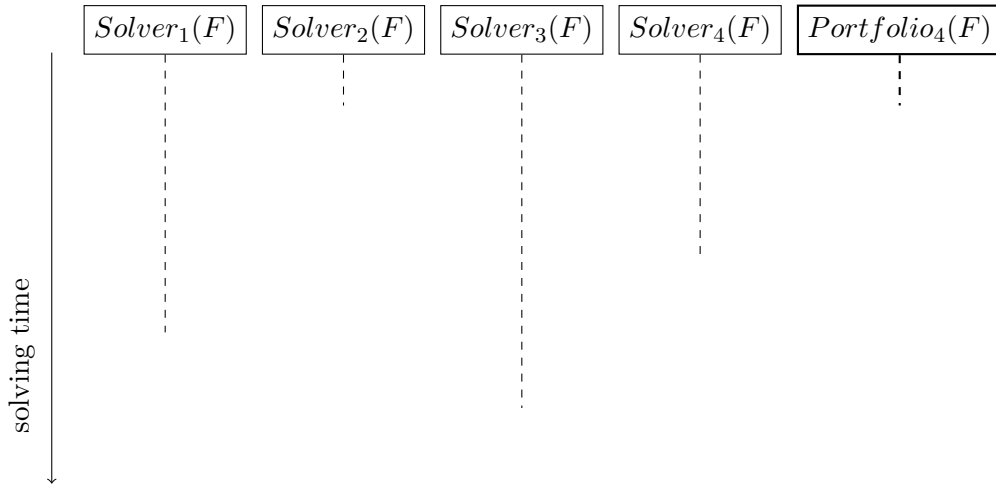 Solver₁(F)
Solver₂(F)
Solver₃(F)
Solver₄(F)
Portfolio₄(F)
solving time